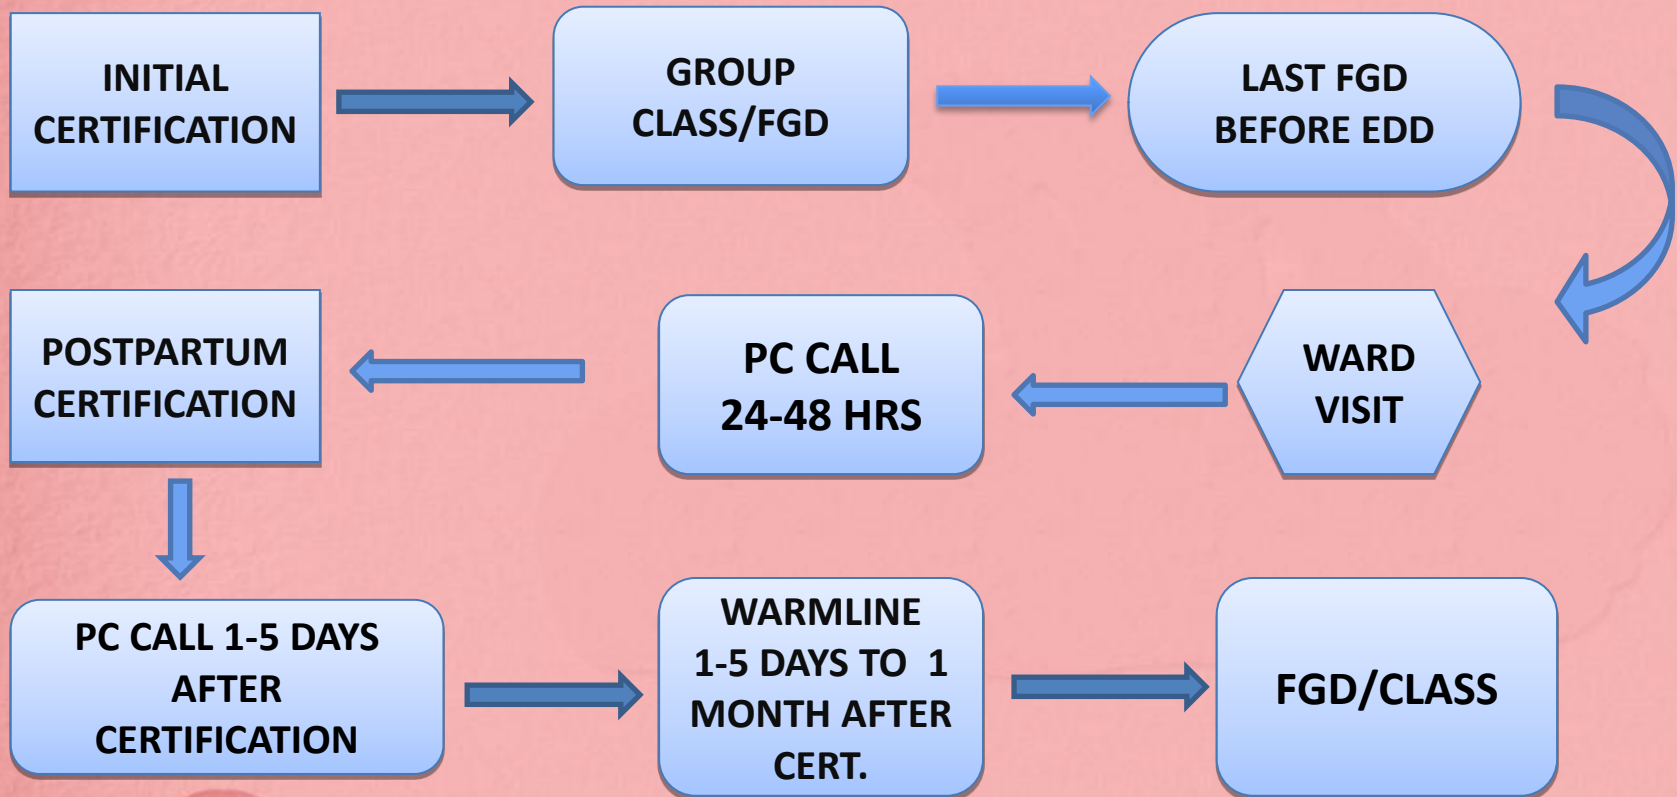 INITIAL
CERTIFICATION
GROUP
CLASS/FGD
LAST FGD
BEFORE EDD
WARD
VISIT
PC CALL
24-48 HRS
POSTPARTUM
CERTIFICATION
PC CALL 1-5 DAYS
AFTER
CERTIFICATION
WARMLINE
1-5 DAYS TO 1
MONTH AFTER
CERT.
FGD/CLASS